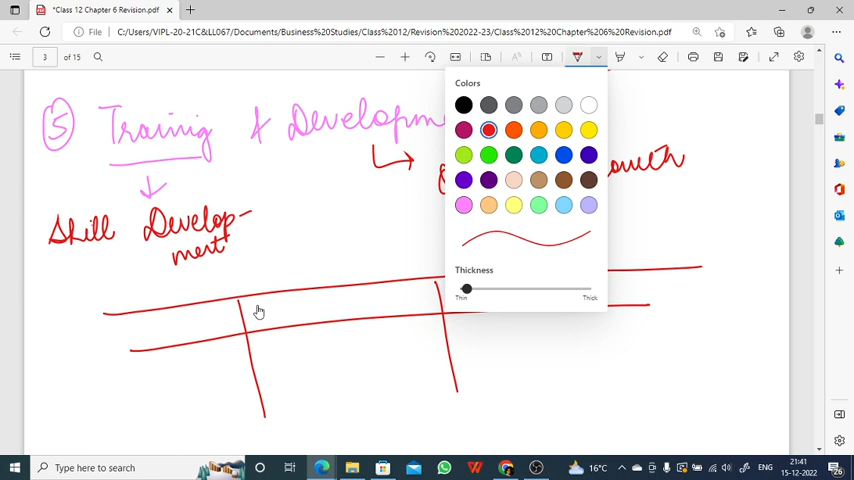 *Class 12 Chapter 6 Revision.pdf
File
C:/Users/VIPL-20-21C&LL067/Documents/Business%20Studies/Class%2012/Revision%202022-23/Class%2012%20Chapter%206%20Revision.pdf
3 of 15
Colors
Thickness
Thin Thick
5 Training & Developm
Skill Develop-
ment
Type here to search
16°C
ENG
21:41
15-12-2022
26